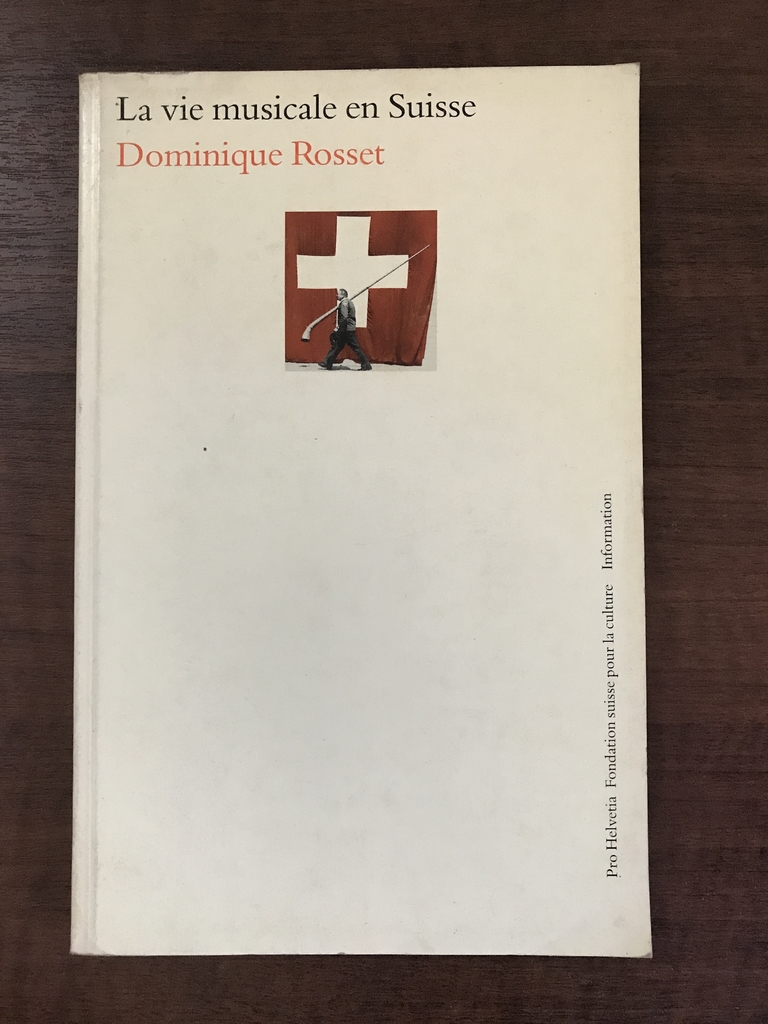 La vie musicale en Suisse
Dominique Rosset
Pro Helvetia Fondation suisse pour la culture Information